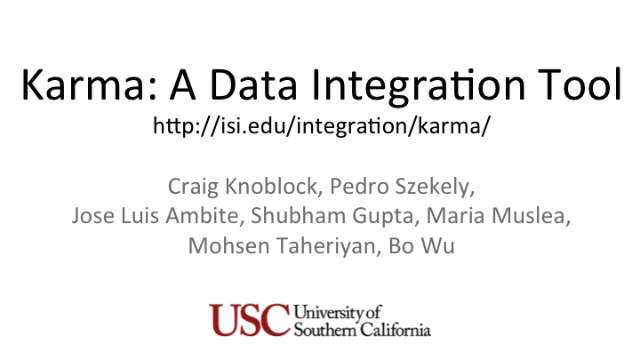 Karma: A Data Integration Tool
http://isi.edu/integration/karma/
Craig Knoblock, Pedro Szekely,
Jose Luis Ambite, Shubham Gupta, Maria Muslea,
Mohsen Taheriyan, Bo Wu
USC University of
Southern California